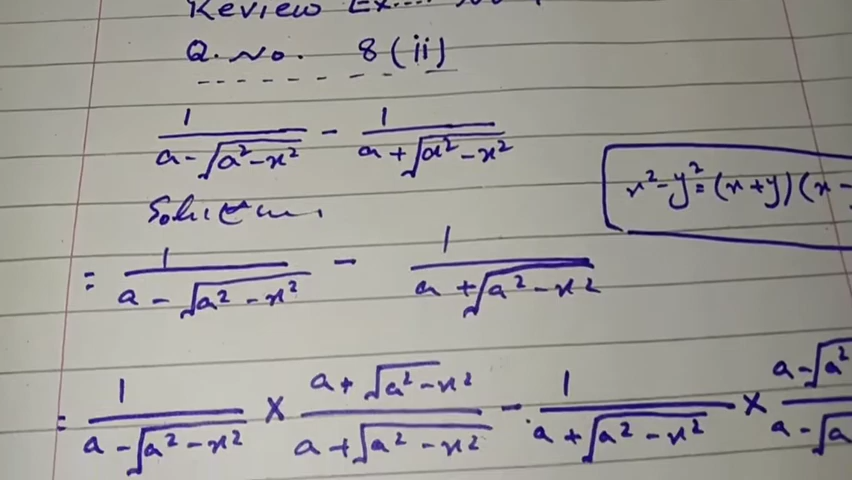 Review Ex
Q. No. 8 (ii)
1/(a - √(a² - x²)) - 1/(a + √(a² - x²))
Solution.
x² - y² = (x + y) (x -
= 1/(a - √(a² - x²)) - 1/(a + √(a² - x²))
= 1/(a - √(a² - x²)) × (a + √(a² - x²))/(a + √(a² - x²)) - 1/(a + √(a² - x²)) × (a - √(a²/(a - √(a